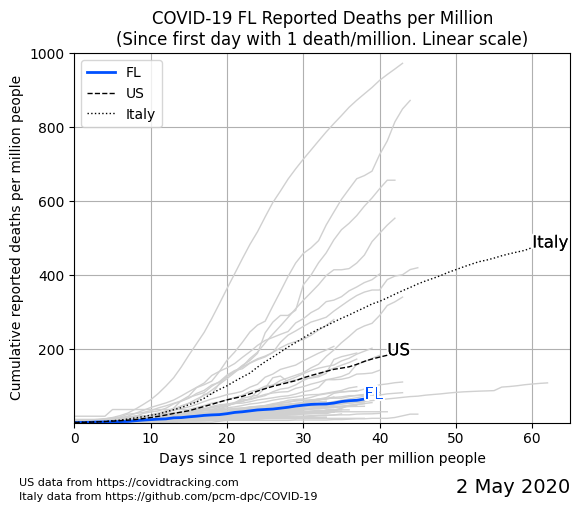 COVID-19 FL Reported Deaths per Million
(Since first day with 1 death/million. Linear scale)
Cumulative reported deaths per million people
1000
800
600
400
200
FL
US
Italy
Italy
US
FL
0 10 20 30 40 50 60
Days since 1 reported death per million people
US data from https://covidtracking.com
Italy data from https://github.com/pcm-dpc/COVID-19
2 May 2020